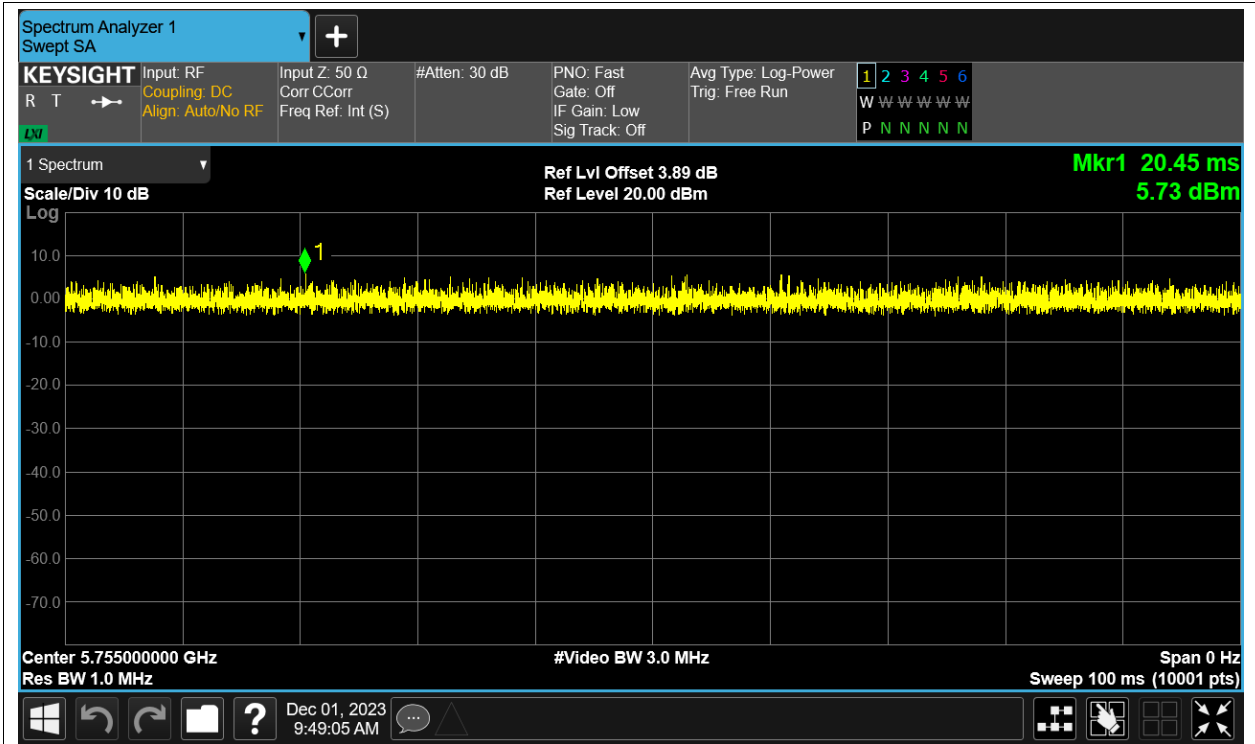 Spectrum Analyzer 1
Swept SA
KEYSIGHT
R T
LXI
Input: RF
Coupling: DC
Align: Auto/No RF
Input Z: 50 Ω
Corr CCorr
Freq Ref: Int (S)
#Atten: 30 dB
PNO: Fast
Gate: Off
IF Gain: Low
Sig Track: Off
Avg Type: Log-Power
Trig: Free Run
1 2 3 4 5 6
W W W W W W
P N N N N N
1 Spectrum
Scale/Div 10 dB
Log
Ref Lvl Offset 3.89 dB
Ref Level 20.00 dBm
Mkr1 20.45 ms
5.73 dBm
1
10.0
0.00
-10.0
-20.0
-30.0
-40.0
-50.0
-60.0
-70.0
Center 5.755000000 GHz
Res BW 1.0 MHz
#Video BW 3.0 MHz
Span 0 Hz
Sweep 100 ms (10001 pts)
?
Dec 01, 2023
9:49:05 AM